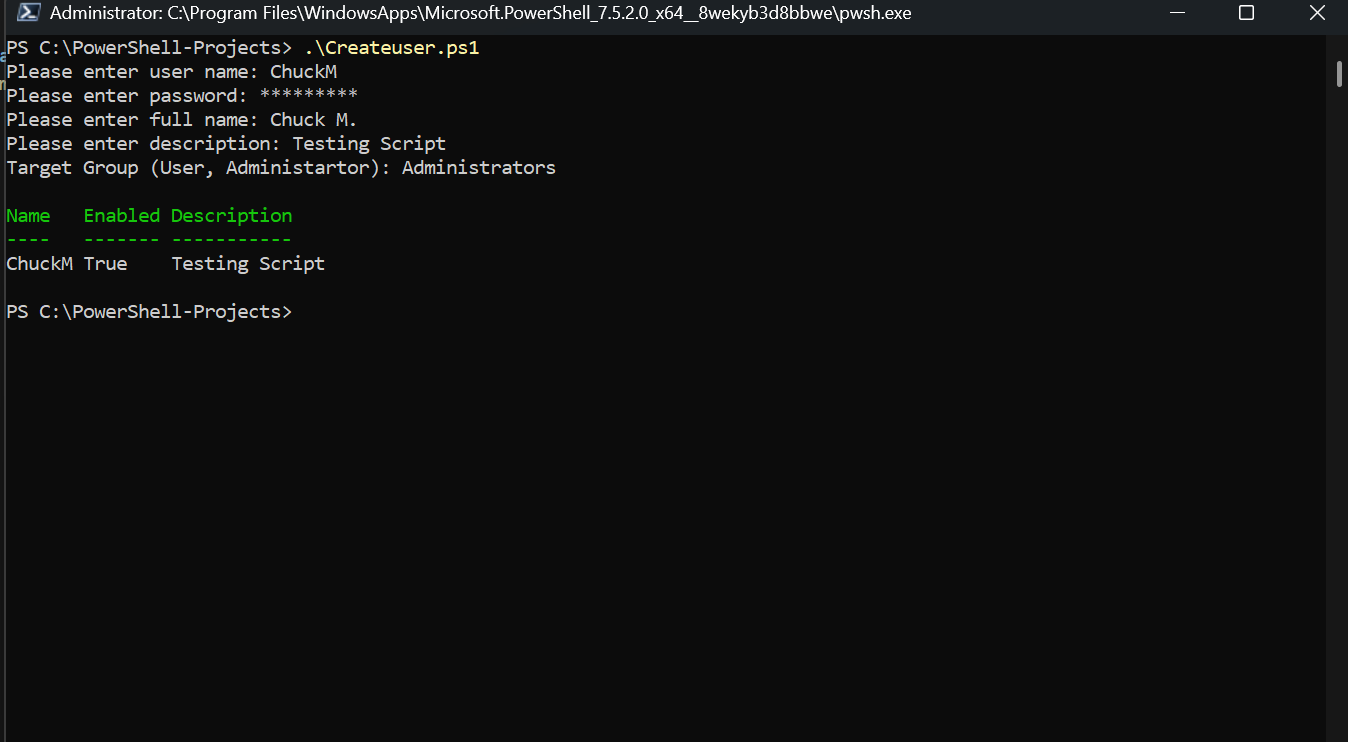 Administrator: C:\Program Files\WindowsApps\Microsoft.PowerShell_7.5.2.0_x64__8wekyb3d8bbwe\pwsh.exe
PS C:\PowerShell-Projects> .\Createuser.ps1
Please enter user name: ChuckM
Please enter password: *********
Please enter full name: Chuck M.
Please enter description: Testing Script
Target Group (User, Administartor): Administrators
Name   Enabled Description
----   ------- -----------
ChuckM True    Testing Script
PS C:\PowerShell-Projects>